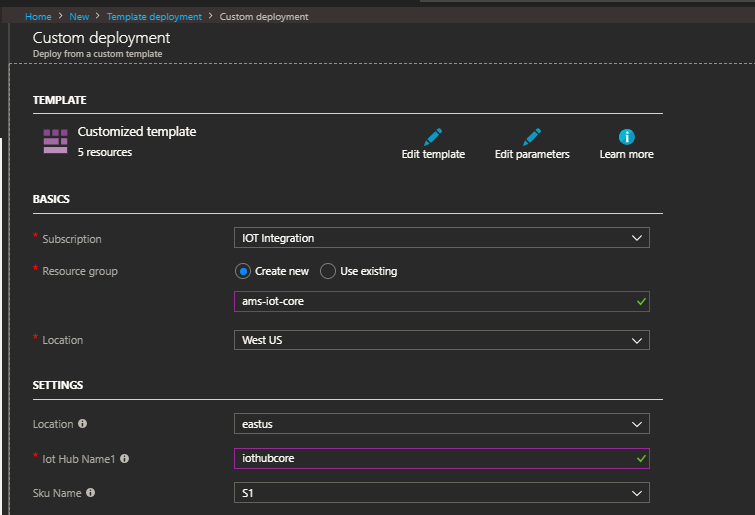 Home > New > Template deployment > Custom deployment
Custom deployment
Deploy from a custom template
TEMPLATE
Customized template
5 resources
Edit template
Edit parameters
Learn more
BASICS
* Subscription
IOT Integration
* Resource group
Create new
Use existing
ams-iot-core
* Location
West US
SETTINGS
Location
eastus
* Iot Hub Name1
iothubcore
Sku Name
S1